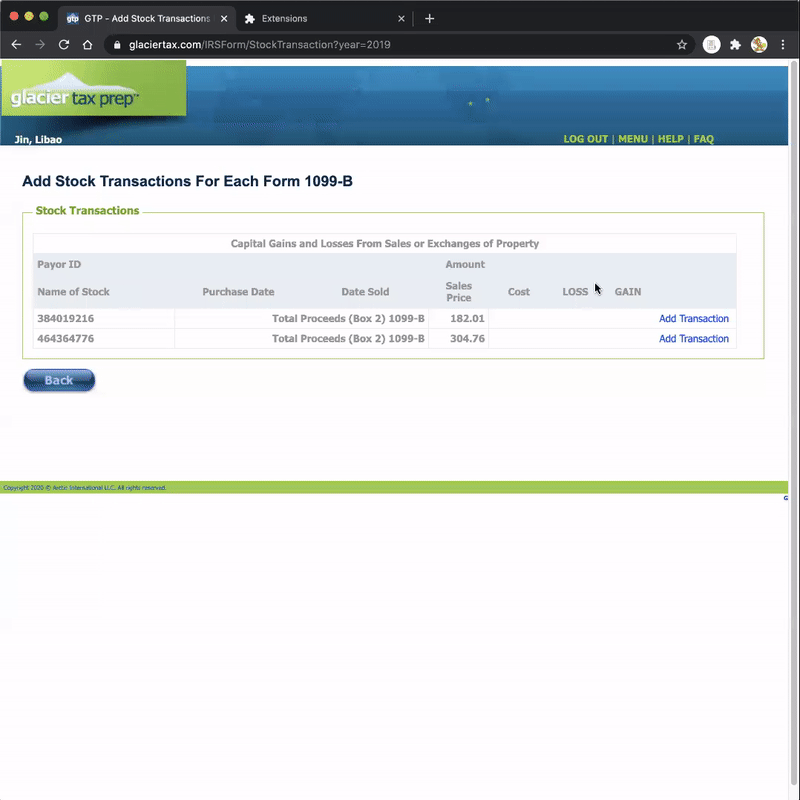 GTP - Add Stock Transactions
Extensions
glaciertax.com/IRSForm/StockTransaction?year=2019
glacier tax prep™
Jin, Libao
LOG OUT | MENU | HELP | FAQ
Add Stock Transactions For Each Form 1099-B
Stock Transactions
Capital Gains and Losses From Sales or Exchanges of Property
Payor ID Amount
Name of Stock Purchase Date Date Sold Sales Price Cost LOSS GAIN
384019216 Total Proceeds (Box 2) 1099-B 182.01 Add Transaction
464364776 Total Proceeds (Box 2) 1099-B 304.76 Add Transaction
Back
Copyright 2020 © Arctic International LLC. All rights reserved.